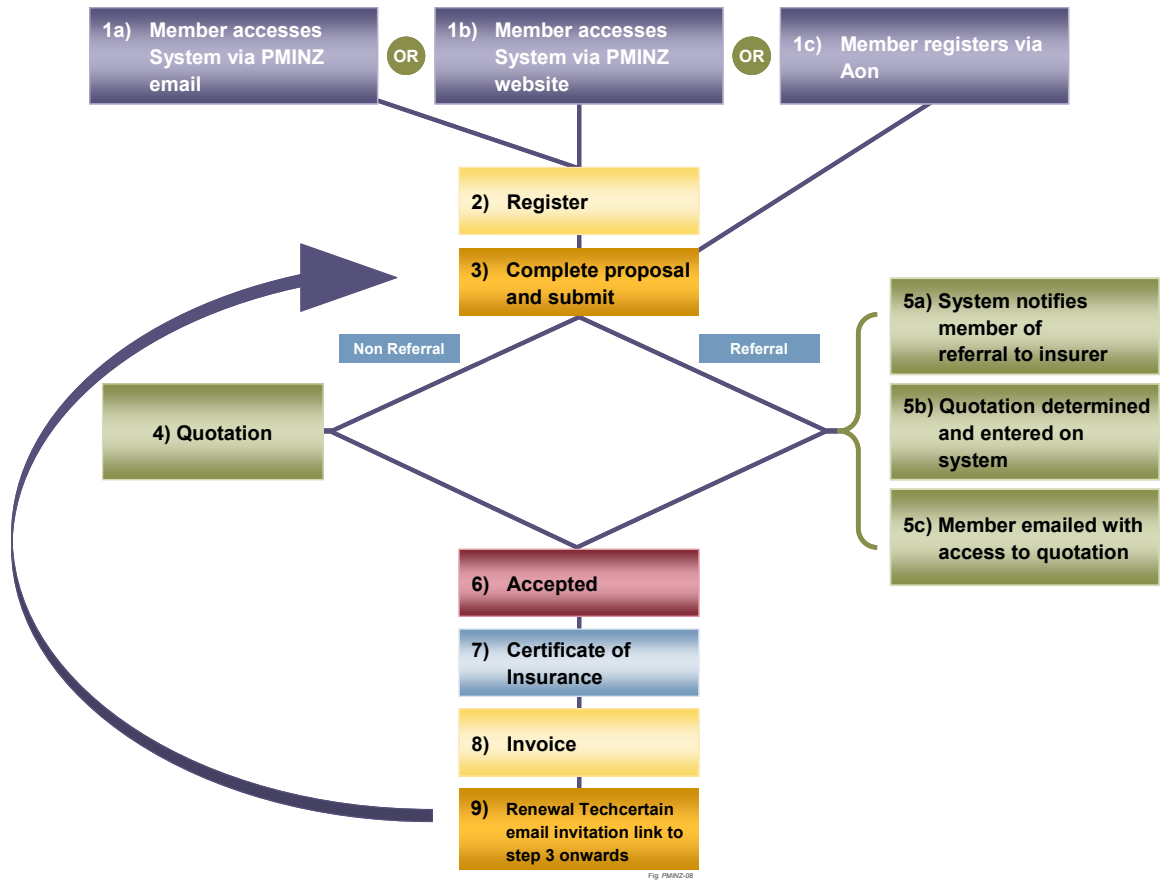 1a) Member accesses
System via PMINZ
email
OR
1b) Member accesses
System via PMINZ
website
OR
1c) Member registers via
Aon
2) Register
3) Complete proposal
and submit
Non Referral
Referral
4) Quotation
5a) System notifies
member of
referral to insurer
5b) Quotation determined
and entered on
system
5c) Member emailed with
access to quotation
6) Accepted
7) Certificate of
Insurance
8) Invoice
9) Renewal Techcertain
email invitation link to
step 3 onwards
Fig: PMINZ-08